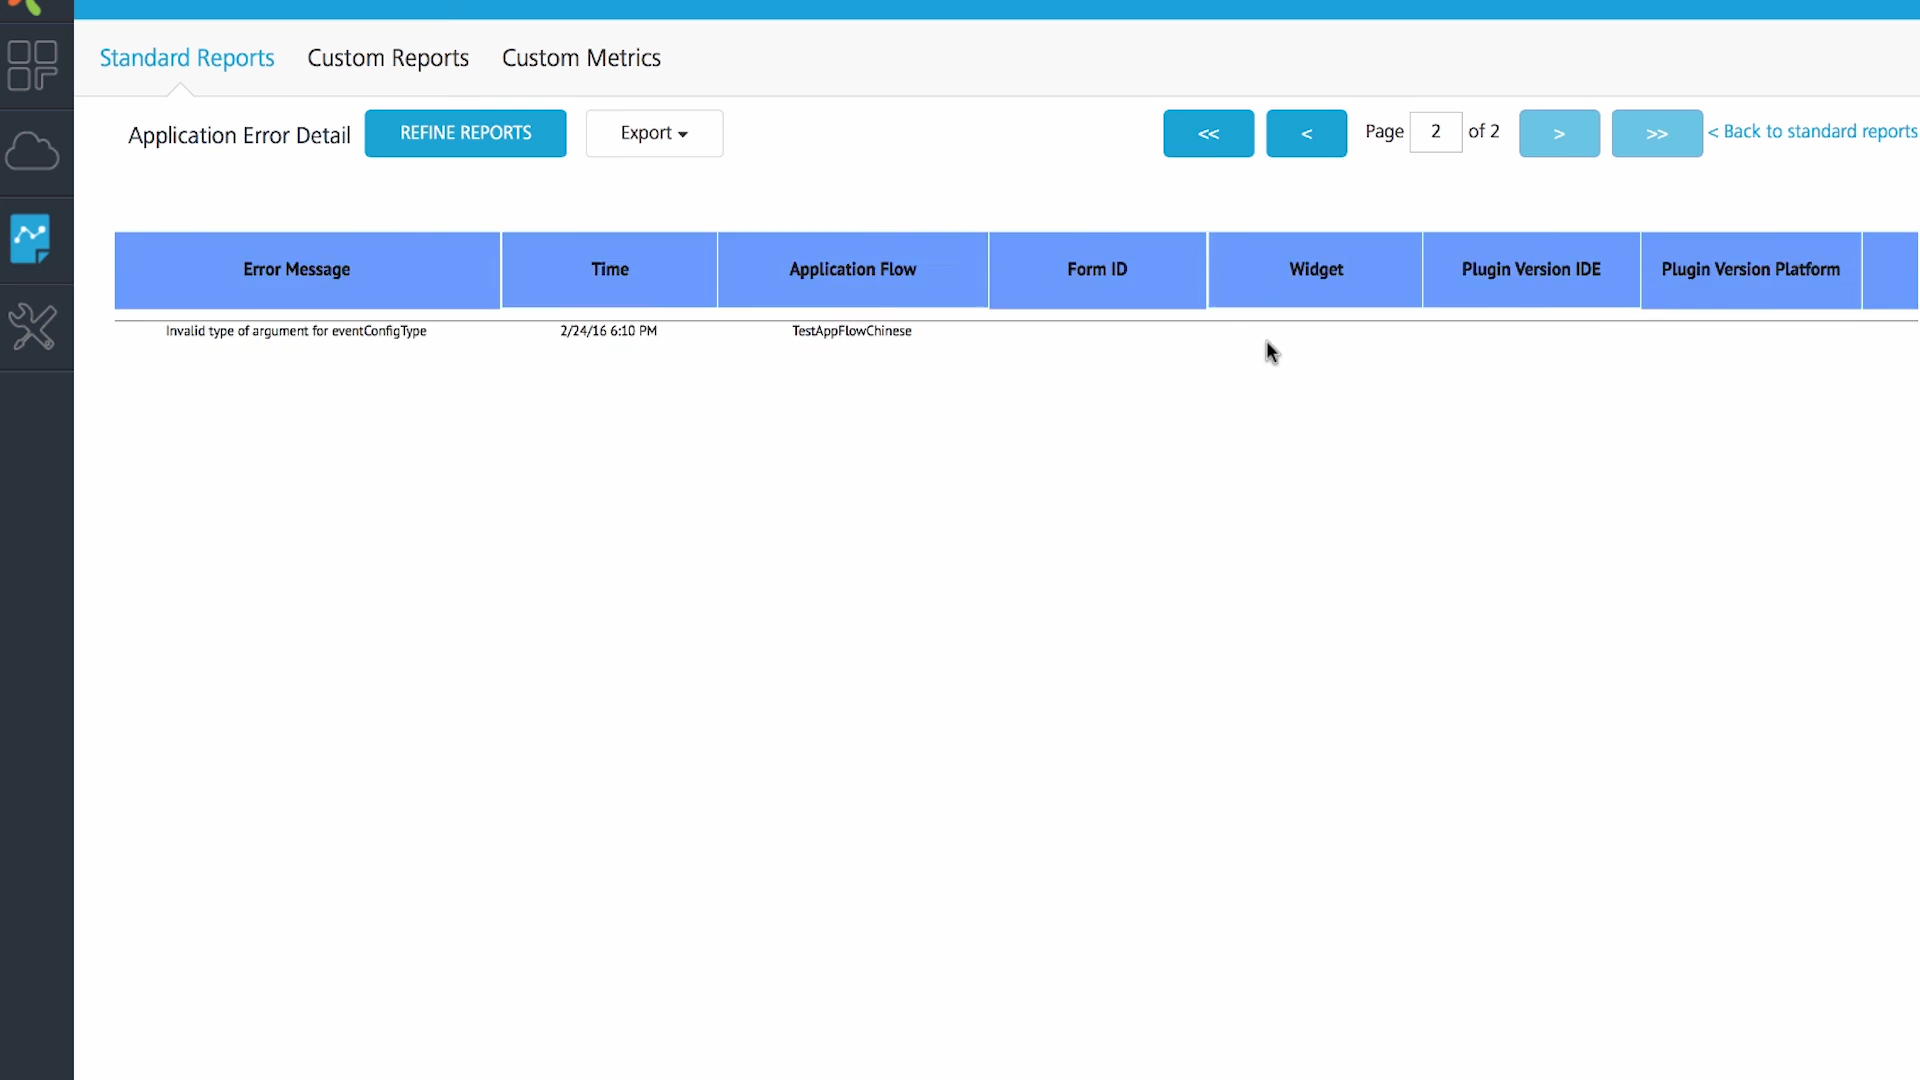 Standard Reports Custom Reports Custom Metrics
Application Error Detail REFINE REPORTS Export << < Page 2 of 2 > >> < Back to standard reports
Error Message Time Application Flow Form ID Widget Plugin Version IDE Plugin Version Platform
Invalid type of argument for eventConfigType 2/24/16 6:10 PM TestAppFlowChinese